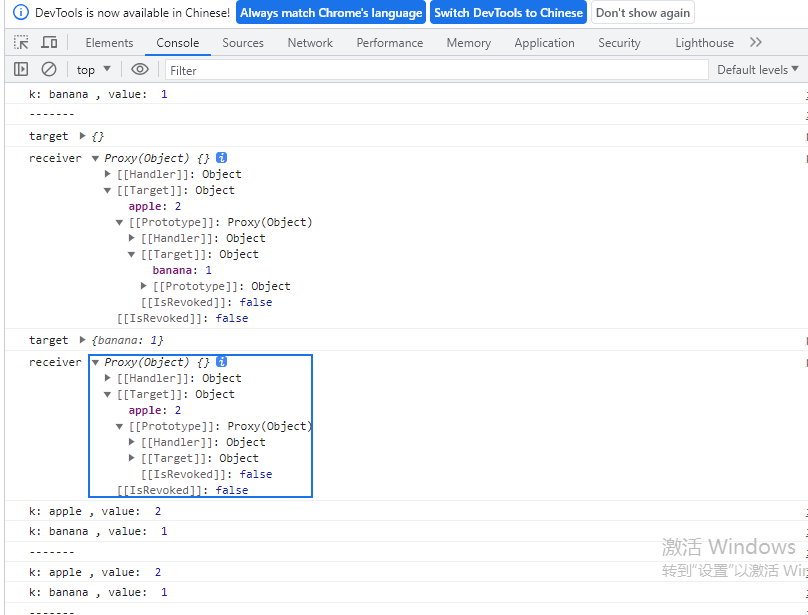 DevTools is now available in Chinese! Always match Chrome's language Switch DevTools to Chinese Don't show again
Elements Console Sources Network Performance Memory Application Security Lighthouse
top Filter Default levels
k: banana , value: 1
-------
target {}
receiver Proxy(Object) {}
[[Handler]]: Object
[[Target]]: Object
apple: 2
[[Prototype]]: Proxy(Object)
[[Handler]]: Object
[[Target]]: Object
banana: 1
[[Prototype]]: Object
[[IsRevoked]]: false
[[IsRevoked]]: false
target {banana: 1}
receiver Proxy(Object) {}
[[Handler]]: Object
[[Target]]: Object
apple: 2
[[Prototype]]: Proxy(Object)
[[Handler]]: Object
[[Target]]: Object
[[IsRevoked]]: false
[[IsRevoked]]: false
k: apple , value: 2
k: banana , value: 1
-------
k: apple , value: 2
k: banana , value: 1
-------
激活 Windows
转到"设置"以激活 Win